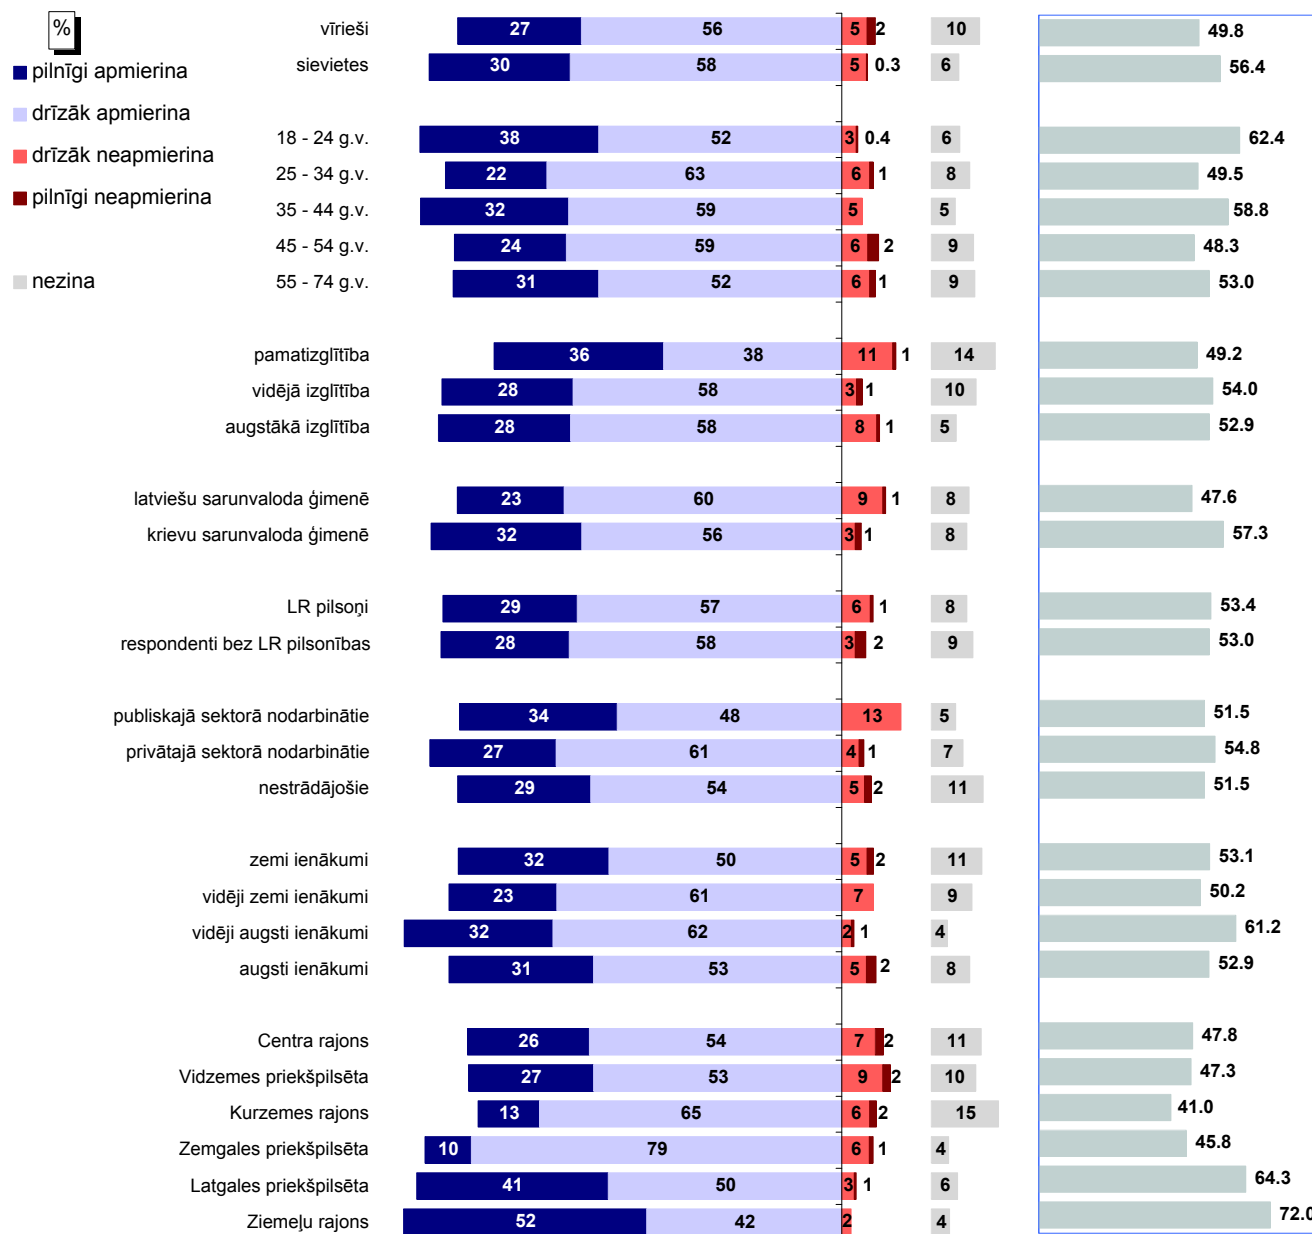 %
pilnīgi apmierina
drīzāk apmierina
drīzāk neapmierina
pilnīgi neapmierina
nezina
vīrieši 27 56 5 2 10 49.8
sievietes 30 58 5 0.3 6 56.4
18 - 24 g.v. 38 52 3 0.4 6 62.4
25 - 34 g.v. 22 63 6 1 8 49.5
35 - 44 g.v. 32 59 5 5 58.8
45 - 54 g.v. 24 59 6 2 9 48.3
55 - 74 g.v. 31 52 6 1 9 53.0
pamatizglītība 36 38 11 1 14 49.2
vidējā izglītība 28 58 3 1 10 54.0
augstākā izglītība 28 58 8 1 5 52.9
latviešu sarunvaloda ģimenē 23 60 9 1 8 47.6
krievu sarunvaloda ģimenē 32 56 3 1 8 57.3
LR pilsoņi 29 57 6 1 8 53.4
respondenti bez LR pilsonības 28 58 3 2 9 53.0
publiskajā sektorā nodarbinātie 34 48 13 5 51.5
privātajā sektorā nodarbinātie 27 61 4 1 7 54.8
nestrādājošie 29 54 5 2 11 51.5
zemi ienākumi 32 50 5 2 11 53.1
vidēji zemi ienākumi 23 61 7 9 50.2
vidēji augsti ienākumi 32 62 2 1 4 61.2
augsti ienākumi 31 53 5 2 8 52.9
Centra rajons 26 54 7 2 11 47.8
Vidzemes priekšpilsēta 27 53 9 2 10 47.3
Kurzemes rajons 13 65 6 2 15 41.0
Zemgales priekšpilsēta 10 79 6 1 4 45.8
Latgales priekšpilsēta 41 50 3 1 6 64.3
Ziemeļu rajons 52 42 2 4 72.0